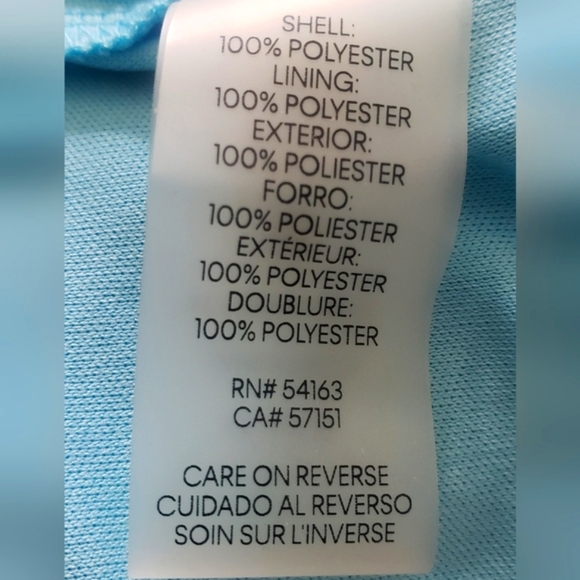 SHELL:
100% POLYESTER
LINING:
100% POLYESTER
EXTERIOR:
100% POLIESTER
FORRO:
100% POLIESTER
EXTÉRIEUR:
100% POLYESTER
DOUBLURE:
100% POLYESTER
RN# 54163
CA# 57151
CARE ON REVERSE
CUIDADO AL REVERSO
SOIN SUR L'INVERSE